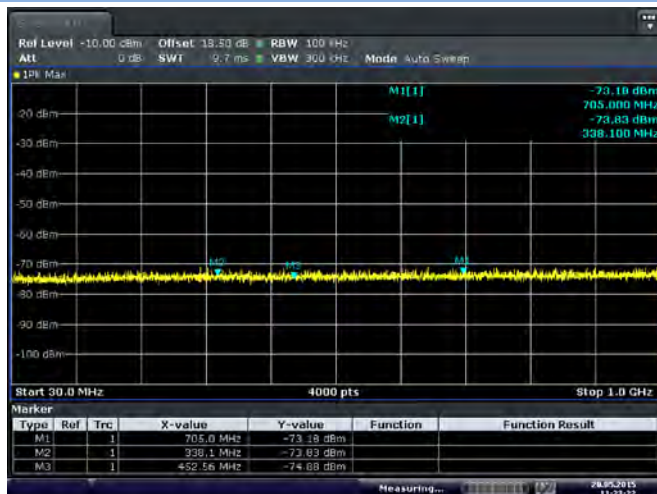 Ref Level -10.00 dBm Offset 18.50 dB RBW 100 kHz
Att 0 dB SWT 9.7 ms VBW 300 kHz Mode Auto Sweep
1Pk Max
M1[1] -73.18 dBm
705.000 MHz
-20 dBm
M2[1] -73.83 dBm
338.100 MHz
-30 dBm
-40 dBm
-50 dBm
-60 dBm
-70 dBm
M2 M3 M1
-80 dBm
-90 dBm
-100 dBm
Start 30.0 MHz 4000 pts Stop 1.0 GHz
Marker
Type Ref Trc X-value Y-value Function Function Result
M1 1 705.0 MHz -73.18 dBm
M2 1 338.1 MHz -73.83 dBm
M3 1 452.56 MHz -74.88 dBm
Measuring... 28.05.2015